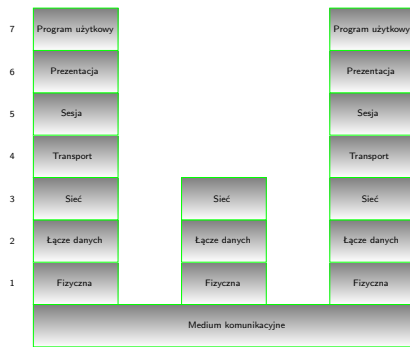 7 Program użytkowy Program użytkowy
6 Prezentacja Prezentacja
5 Sesja Sesja
4 Transport Transport
3 Sieć Sieć Sieć
2 Łącze danych Łącze danych Łącze danych
1 Fizyczna Fizyczna Fizyczna
Medium komunikacyjne